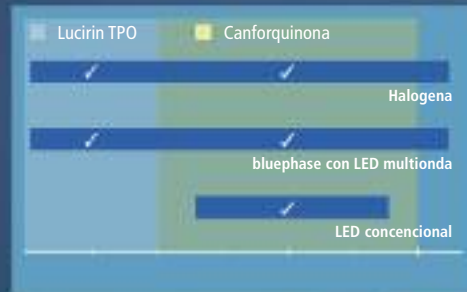 Lucirin TPO
Canforquinona
Halogena
bluephase con LED multionda
LED concencional